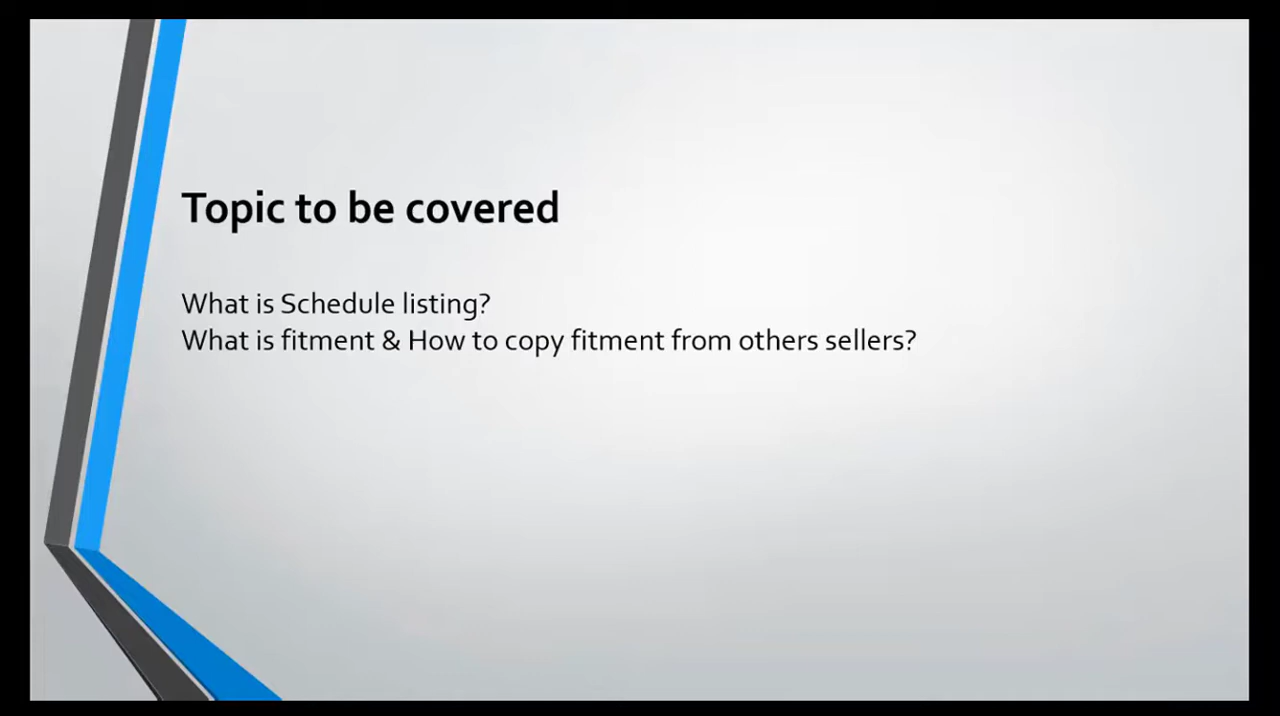 Topic to be covered
What is Schedule listing?
What is fitment & How to copy fitment from others sellers?